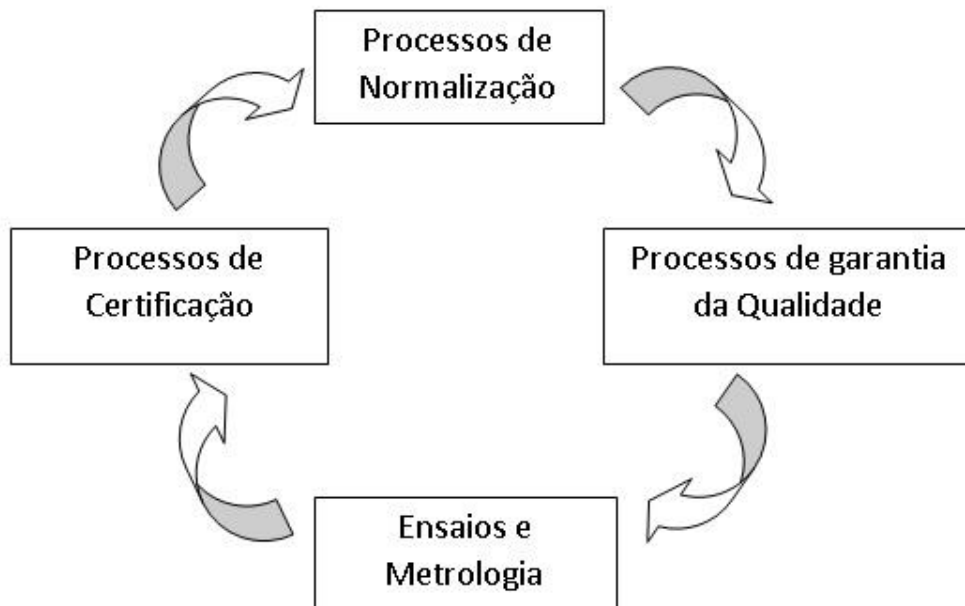 Processos de
Normalização
Processos de
Certificação
Processos de garantia
da Qualidade
Ensaios e
Metrologia